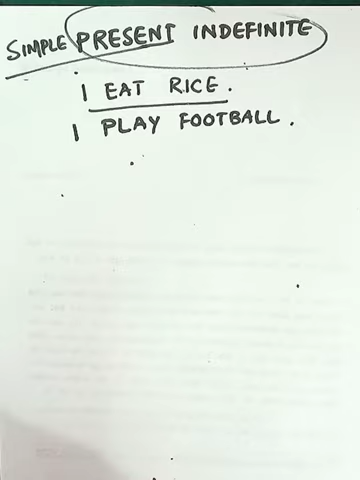 SIMPLE PRESENT INDEFINITE
I EAT RICE.
I PLAY FOOTBALL.